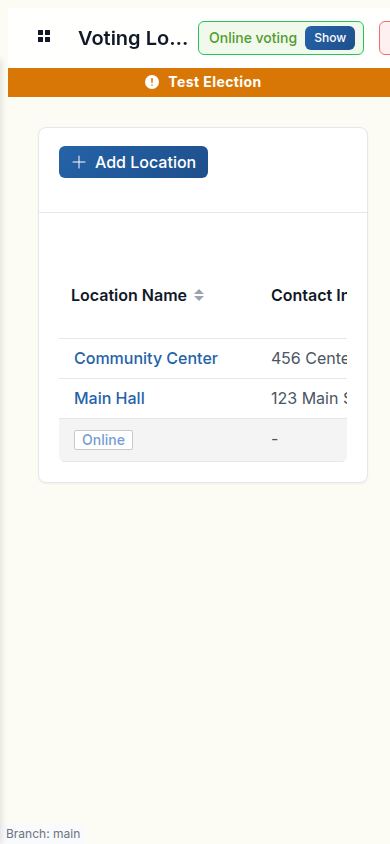 Voting Lo...
Online voting Show
Test Election
Add Location
Location Name Contact Ir
Community Center 456 Cente
Main Hall 123 Main S
Online -
Branch: main